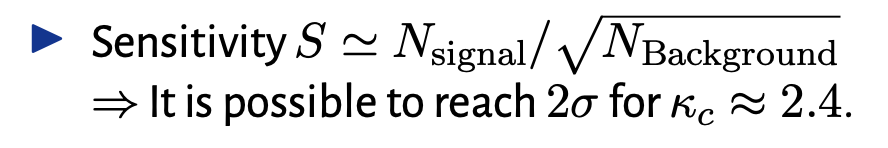 ▶ Sensitivity S ≃ N_signal/√N_Background
⇒ It is possible to reach 2σ for κ_c ≈ 2.4.